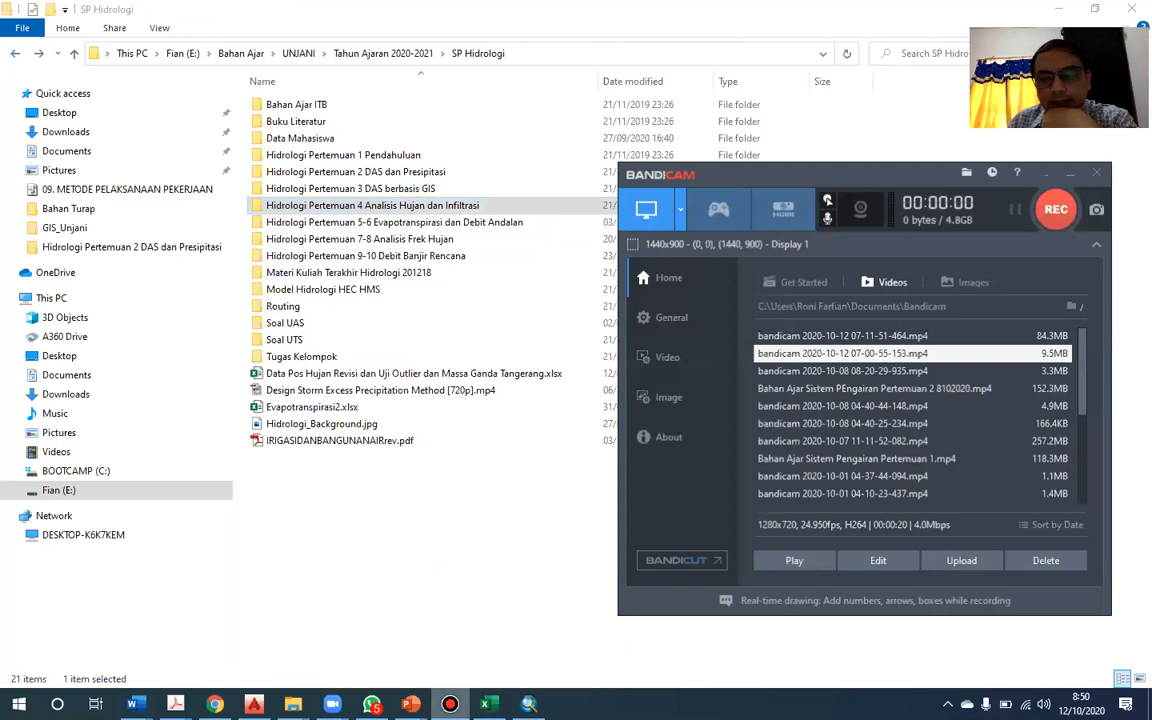 SP Hidrologi
File Home Share View
This PC Fian (E:) Bahan Ajar UNJANI Tahun Ajaran 2020-2021 SP Hidrologi
Search SP Hidro
Name Date modified Type Size
Quick access
Desktop
Downloads
Documents
Pictures
09. METODE PELAKSANAAN PEKERJAAN
Bahan Turap
GIS_Unjani
Hidrologi Pertemuan 2 DAS dan Presipitasi
OneDrive
This PC
3D Objects
A360 Drive
Desktop
Documents
Downloads
Music
Pictures
Videos
BOOTCAMP (C:)
Fian (E:)
Network
DESKTOP-K6K7KEM
Bahan Ajar ITB 21/11/2019 23:26 File folder
Buku Literatur 21/11/2019 23:26 File folder
Data Mahasiswa 27/09/2020 16:40 File folder
Hidrologi Pertemuan 1 Pendahuluan 21/11/2019 23:26 File folder
Hidrologi Pertemuan 2 DAS dan Presipitasi 21/
Hidrologi Pertemuan 3 DAS berbasis GIS 21/
Hidrologi Pertemuan 4 Analisis Hujan dan Infiltrasi 21/
Hidrologi Pertemuan 5-6 Evapotranspirasi dan Debit Andalan 21/
Hidrologi Pertemuan 7-8 Analisis Frek Hujan 20/
Hidrologi Pertemuan 9-10 Debit Banjir Rencana 21/
Materi Kuliah Terakhir Hidrologi 201218 21/
Model Hidrologi HEC HMS 21/
Routing 21/
Soal UAS 02/
Soal UTS 21/
Tugas Kelompok 21/
Data Pos Hujan Revisi dan Uji Outlier dan Massa Ganda Tangerang.xlsx 12/
Design Storm Excess Precipitation Method [720p].mp4 06/
Evapotranspirasi2.xlsx 31/
Hidrologi_Background.jpg 03/
IRIGASIDANBANGUNANAIRrev.pdf 03/
BANDICAM
00:00:00
0 bytes / 4.8GB
REC
1440x900 - (0, 0), (1440, 900) - Display 1
Home
General
Video
Image
About
BANDICUT
Get Started Videos Images
C:\Users\Roni Farfian\Documents\Bandicam
bandicam 2020-10-12 07-11-51-464.mp4 84.3MB
bandicam 2020-10-12 07-00-55-153.mp4 9.5MB
bandicam 2020-10-08 08-20-29-935.mp4 3.3MB
Bahan Ajar Sistem PEngairan Pertemuan 2 8102020.mp4 152.3MB
bandicam 2020-10-08 04-40-44-148.mp4 4.9MB
bandicam 2020-10-08 04-40-25-234.mp4 166.4KB
bandicam 2020-10-07 11-11-52-082.mp4 257.2MB
Bahan Ajar Sistem Pengairan Pertemuan 1.mp4 118.3MB
bandicam 2020-10-01 04-37-44-094.mp4 1.1MB
bandicam 2020-10-01 04-10-23-437.mp4 1.4MB
1280x720, 24.950fps, H264 | 00:00:20 | 4.0Mbps Sort by Date
Play Edit Upload Delete
Real-time drawing: Add numbers, arrows, boxes while recording
21 items 1 item selected
8:50
12/10/2020